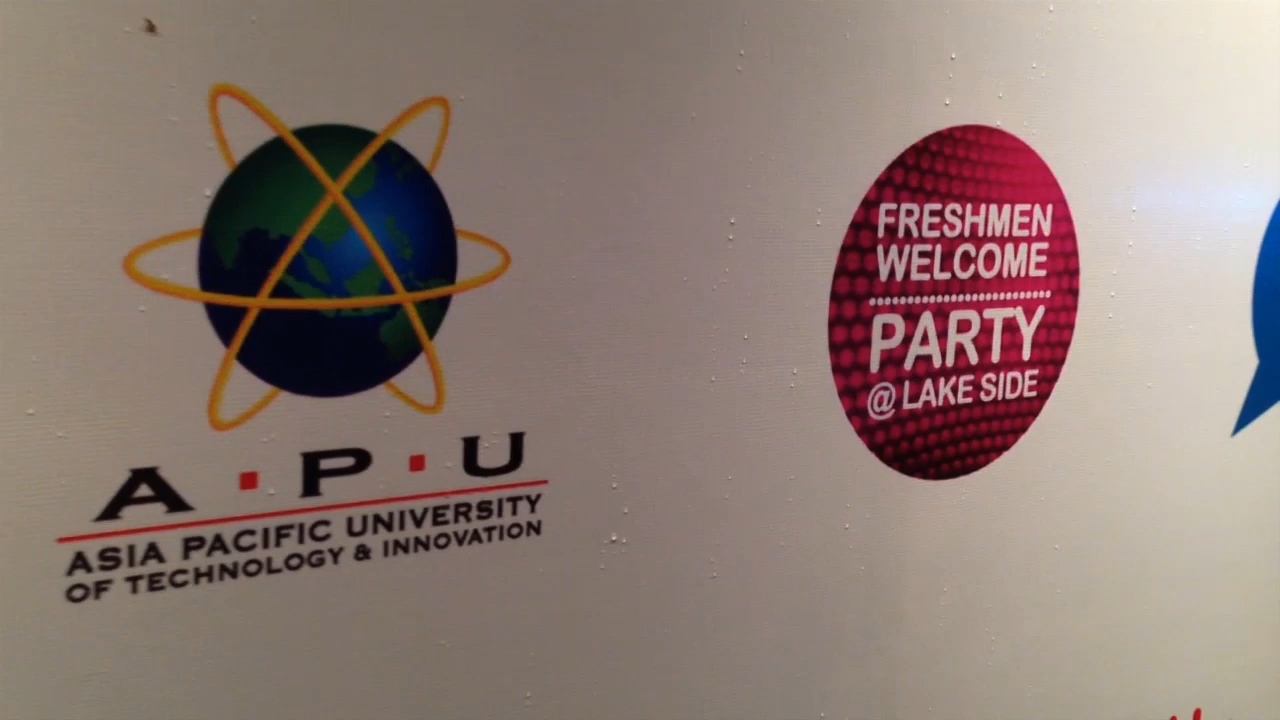 A·P·U
ASIA PACIFIC UNIVERSITY
OF TECHNOLOGY & INNOVATION
FRESHMEN
WELCOME
PARTY
@ LAKE SIDE